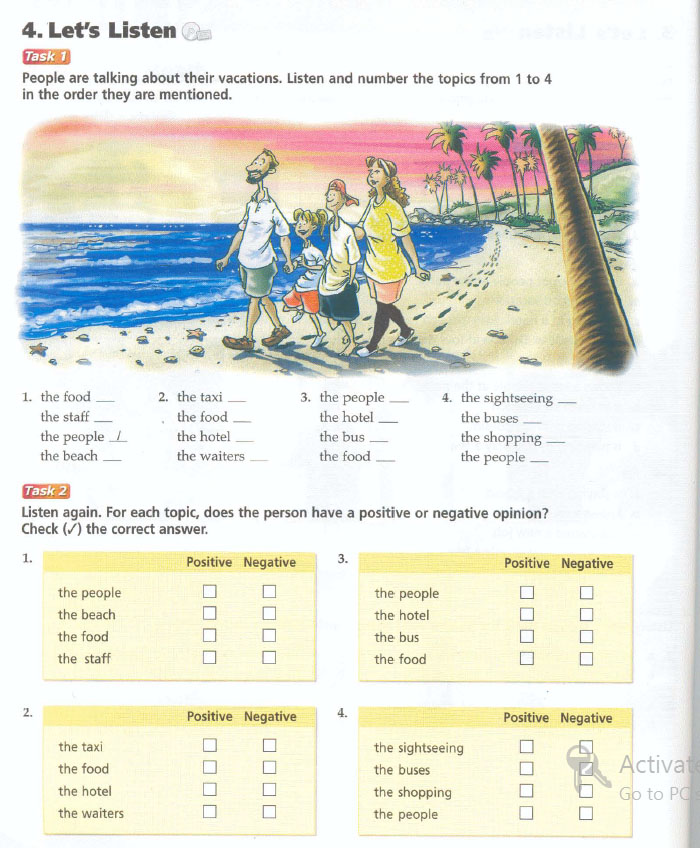 4. Let's Listen
Task 1
People are talking about their vacations. Listen and number the topics from 1 to 4
in the order they are mentioned.
1. the food ___ 2. the taxi ___ 3. the people ___ 4. the sightseeing ___
the staff ___ the food ___ the hotel ___ the buses ___
the people 1 the hotel ___ the bus ___ the shopping ___
the beach ___ the waiters ___ the food ___ the people ___
Task 2
Listen again. For each topic, does the person have a positive or negative opinion?
Check (✓) the correct answer.
1.
Positive Negative
the people
the beach
the food
the staff
3.
Positive Negative
the people
the hotel
the bus
the food
2.
Positive Negative
the taxi
the food
the hotel
the waiters
4.
Positive Negative
the sightseeing
the buses
the shopping
the people
Activate
Go to PC s